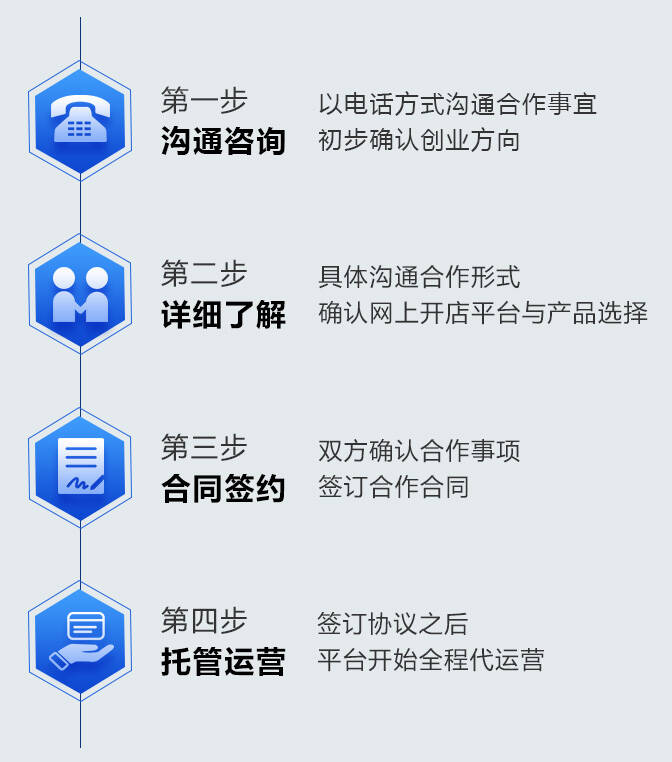 第一步
沟通咨询
以电话方式沟通合作事宜
初步确认创业方向
第二步
详细了解
具体沟通合作形式
确认网上开店平台与产品选择
第三步
合同签约
双方确认合作事项
签订合作合同
第四步
托管运营
签订协议之后
平台开始全程代运营